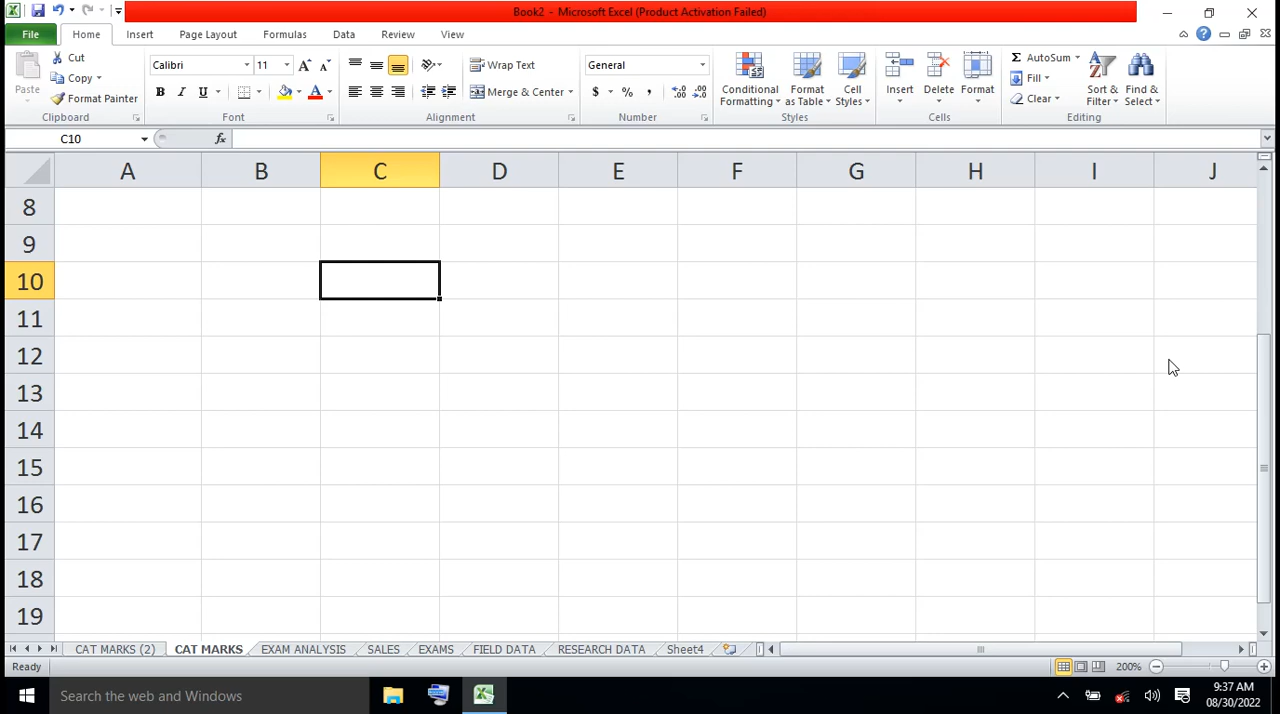 Book2 - Microsoft Excel (Product Activation Failed)
File Home Insert Page Layout Formulas Data Review View
Paste
Cut
Copy
Format Painter
Clipboard
Calibri 11
B I U
Font
Wrap Text
Merge & Center
Alignment
General
$ % ,
Number
Conditional Formatting
Format as Table
Cell Styles
Styles
Insert Delete Format
Cells
AutoSum
Fill
Clear
Sort & Filter
Find & Select
Editing
C10 fx
A B C D E F G H I J
8
9
10
11
12
13
14
15
16
17
18
19
CAT MARKS (2) CAT MARKS EXAM ANALYSIS SALES EXAMS FIELD DATA RESEARCH DATA Sheet4
Ready 200%
Search the web and Windows
9:37 AM
08/30/2022